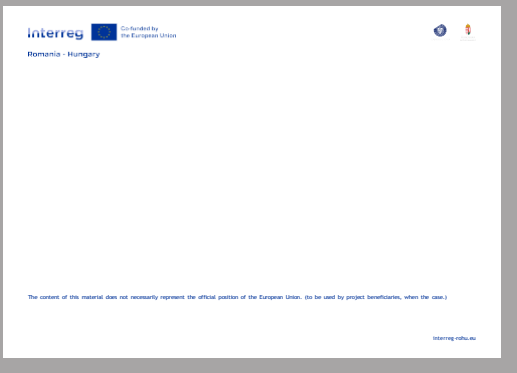 Interreg
Co-funded by
the European Union
Romania - Hungary
The content of this material does not necessarily represent the official position of the European Union. (to be used by project beneficiaries, when the case.)
interreg-rohu.eu